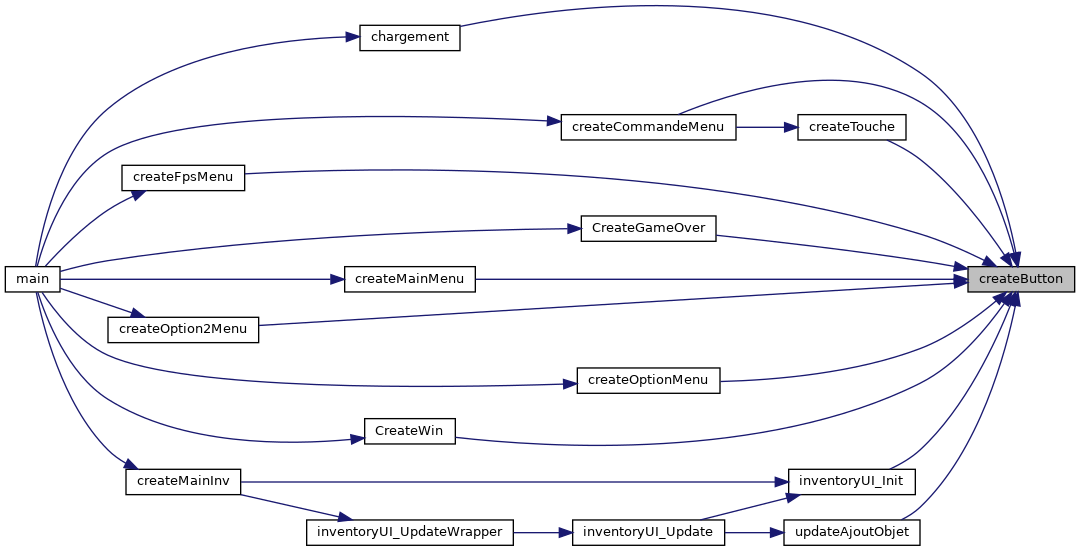 chargement
createCommandeMenu
createTouche
createFpsMenu
CreateGameOver
main
createMainMenu
createButton
createOption2Menu
createOptionMenu
CreateWin
createMainInv
inventoryUI_Init
inventoryUI_UpdateWrapper
inventoryUI_Update
updateAjoutObjet